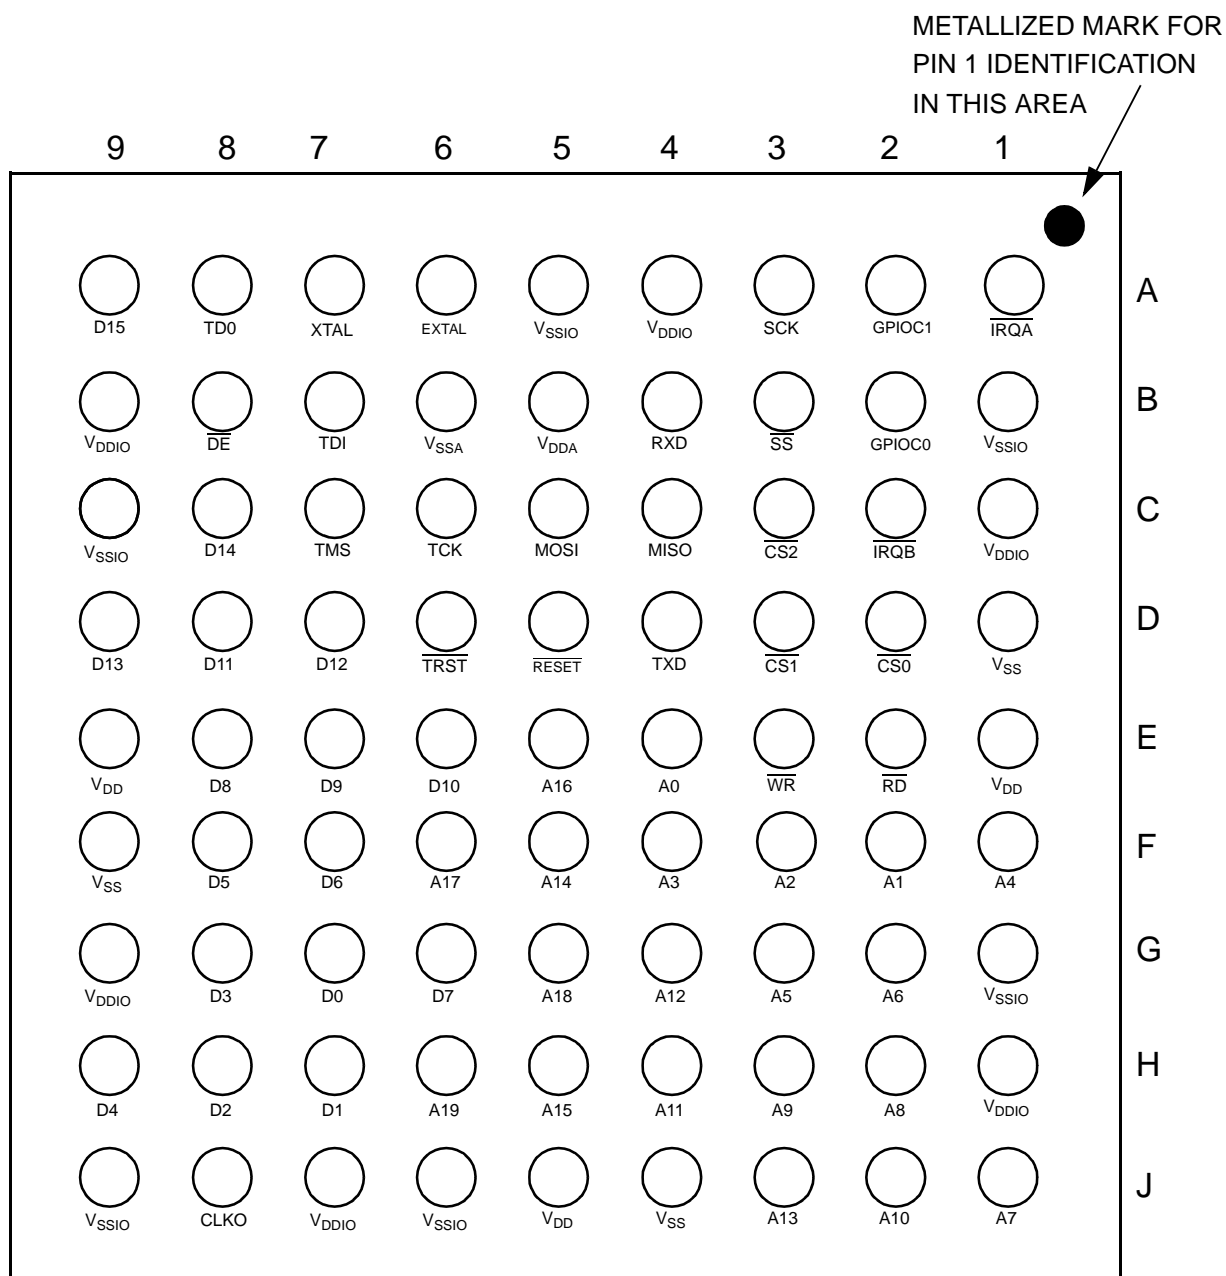 METALLIZED MARK FOR
PIN 1 IDENTIFICATION
IN THIS AREA
9 8 7 6 5 4 3 2 1
A
D15 TD0 XTAL EXTAL VSSIO VDDIO SCK GPIOC1 IRQA
B
VDDIO DE TDI VSSA VDDA RXD SS GPIOC0 VSSIO
C
VSSIO D14 TMS TCK MOSI MISO CS2 IRQB VDDIO
D
D13 D11 D12 TRST RESET TXD CS1 CS0 VSS
E
VDD D8 D9 D10 A16 A0 WR RD VDD
F
VSS D5 D6 A17 A14 A3 A2 A1 A4
G
VDDIO D3 D0 D7 A18 A12 A5 A6 VSSIO
H
D4 D2 D1 A19 A15 A11 A9 A8 VDDIO
J
VSSIO CLKO VDDIO VSSIO VDD VSS A13 A10 A7